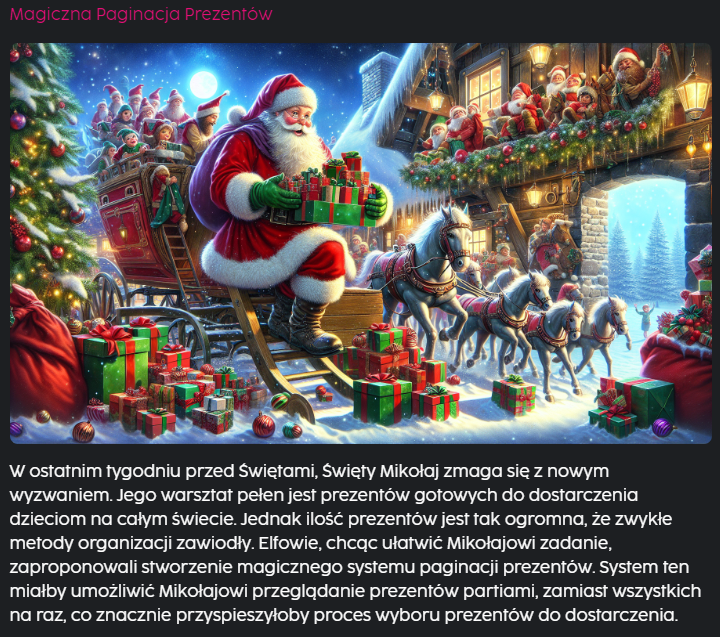 Magiczna Paginacja Prezentów
W ostatnim tygodniu przed Świętami, Święty Mikołaj zmaga się z nowym
wyzwaniem. Jego warsztat pełen jest prezentów gotowych do dostarczenia
dzieciom na całym świecie. Jednak ilość prezentów jest tak ogromna, że zwykłe
metody organizacji zawiodły. Elfowie, chcąc ułatwić Mikołajowi zadanie,
zaproponowali stworzenie magicznego systemu paginacji prezentów. System ten
miałby umożliwić Mikołajowi przeglądanie prezentów partiami, zamiast wszystkich
na raz, co znacznie przyspieszyłoby proces wyboru prezentów do dostarczenia.